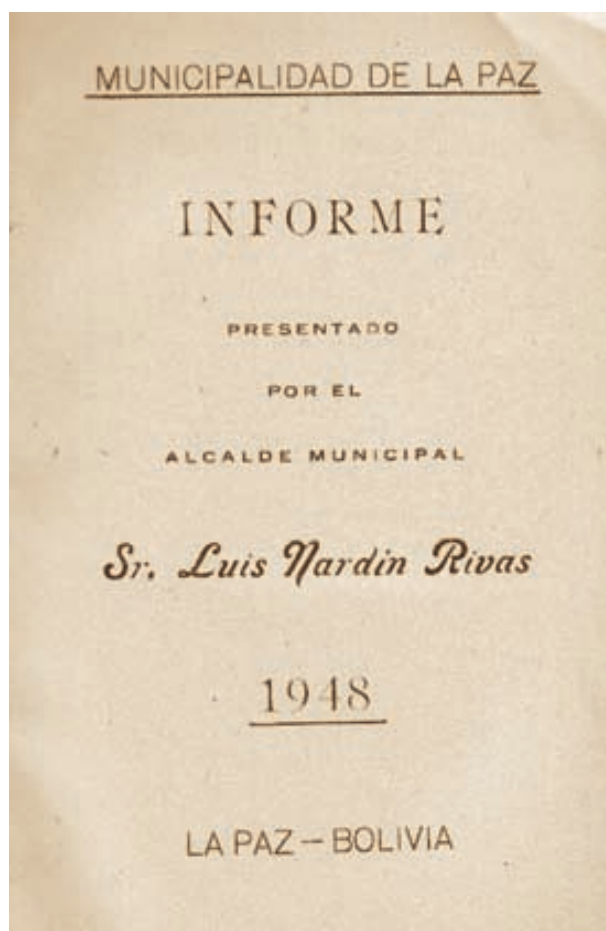 MUNICIPALIDAD DE LA PAZ
INFORME
PRESENTADO
POR EL
ALCALDE MUNICIPAL
Sr. Luis Nardin Rivas
1948
LA PAZ – BOLIVIA